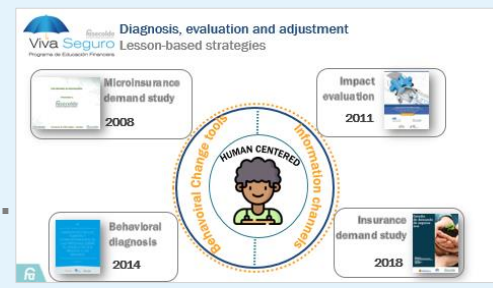 Fasecolda
Diagnosis, evaluation and adjustment
Viva Seguro
Lesson-based strategies
Programa de Educación Financiera
Microinsurance
demand study
2008
Impact
evaluation
2011
Behavioral Change tools
HUMAN CENTERED
Information channels
Behavioral
diagnosis
2014
Insurance
demand study
2018